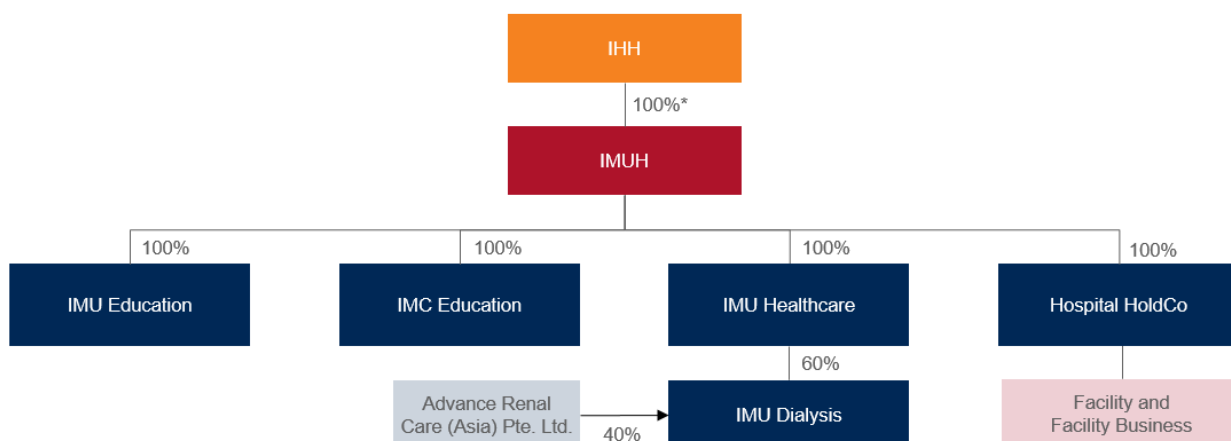 IHH
100%*
IMUH
100%
100%
100%
100%
IMU Education
IMC Education
IMU Healthcare
Hospital HoldCo
60%
Advance Renal
Care (Asia) Pte. Ltd.
40%
IMU Dialysis
Facility and
Facility Business